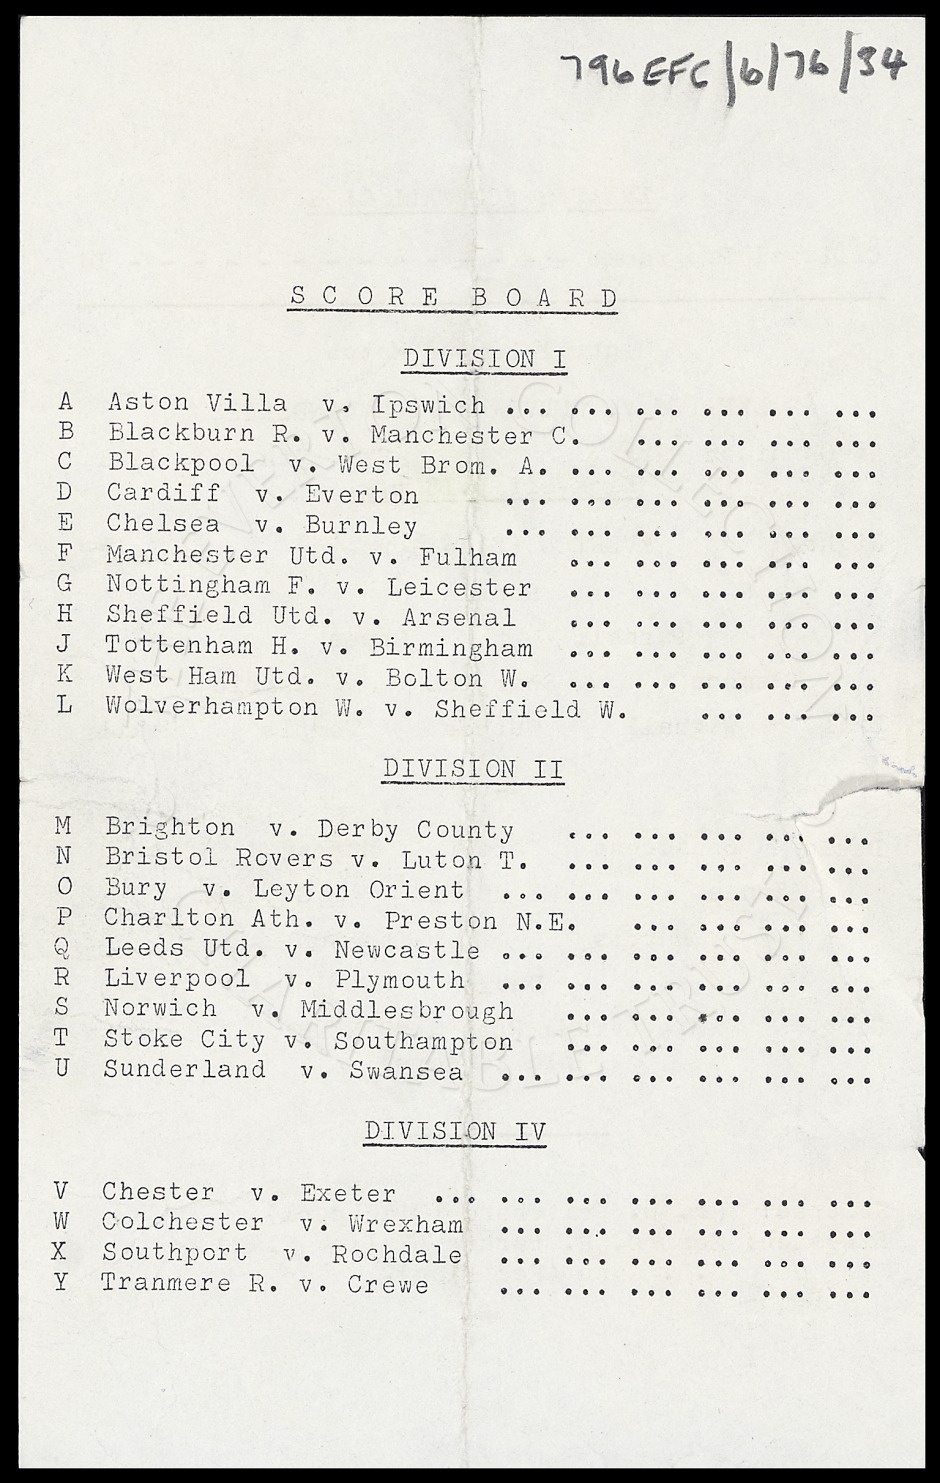 796EFC/6/76/34
SCORE BOARD
DIVISION I
A Aston Villa v. Ipswich ... ... ... ... ... ...
B Blackburn R. v. Manchester C. ... ... ... ...
C Blackpool v. West Brom. A. ... ... ... ... ...
D Cardiff v. Everton ... ... ... ... ... ...
E Chelsea v. Burnley ... ... ... ... ... ...
F Manchester Utd. v. Fulham ... ... ... ... ...
G Nottingham F. v. Leicester ... ... ... ... ...
H Sheffield Utd. v. Arsenal ... ... ... ... ...
J Tottenham H. v. Birmingham ... ... ... ... ...
K West Ham Utd. v. Bolton W. ... ... ... ... ...
L Wolverhampton W. v. Sheffield W. ... ... ...
DIVISION II
M Brighton v. Derby County ... ... ... ... ...
N Bristol Rovers v. Luton T. ... ... ... ... ...
O Bury v. Leyton Orient ... ... ... ... ... ...
P Charlton Ath. v. Preston N.E. ... ... ... ...
Q Leeds Utd. v. Newcastle ... ... ... ... ... ...
R Liverpool v. Plymouth ... ... ... ... ... ...
S Norwich v. Middlesbrough ... ... ... ... ...
T Stoke City v. Southampton ... ... ... ... ...
U Sunderland v. Swansea ... ... ... ... ... ...
DIVISION IV
V Chester v. Exeter ... ... ... ... ... ... ...
W Colchester v. Wrexham ... ... ... ... ... ...
X Southport v. Rochdale ... ... ... ... ... ...
Y Tranmere R. v. Crewe ... ... ... ... ... ...